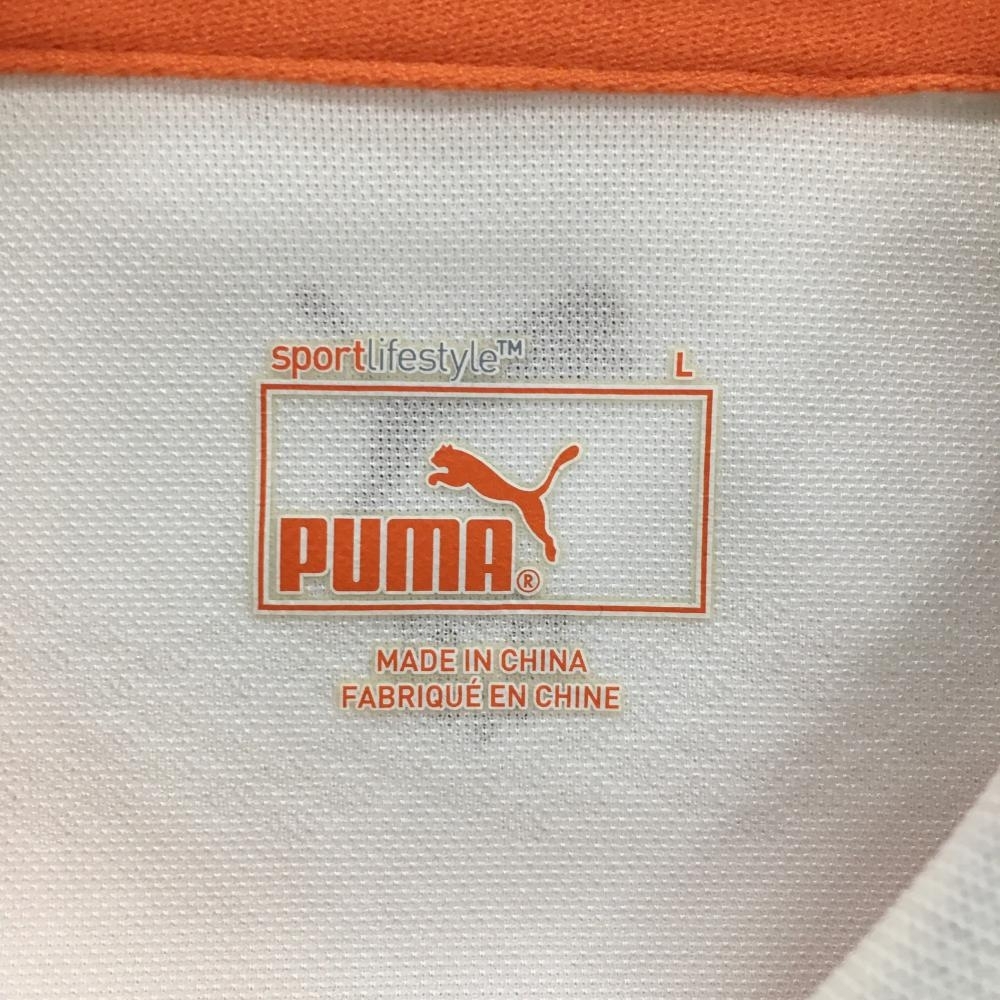 sportlifestyle™ L
PUMA®
MADE IN CHINA
FABRIQUÉ EN CHINE